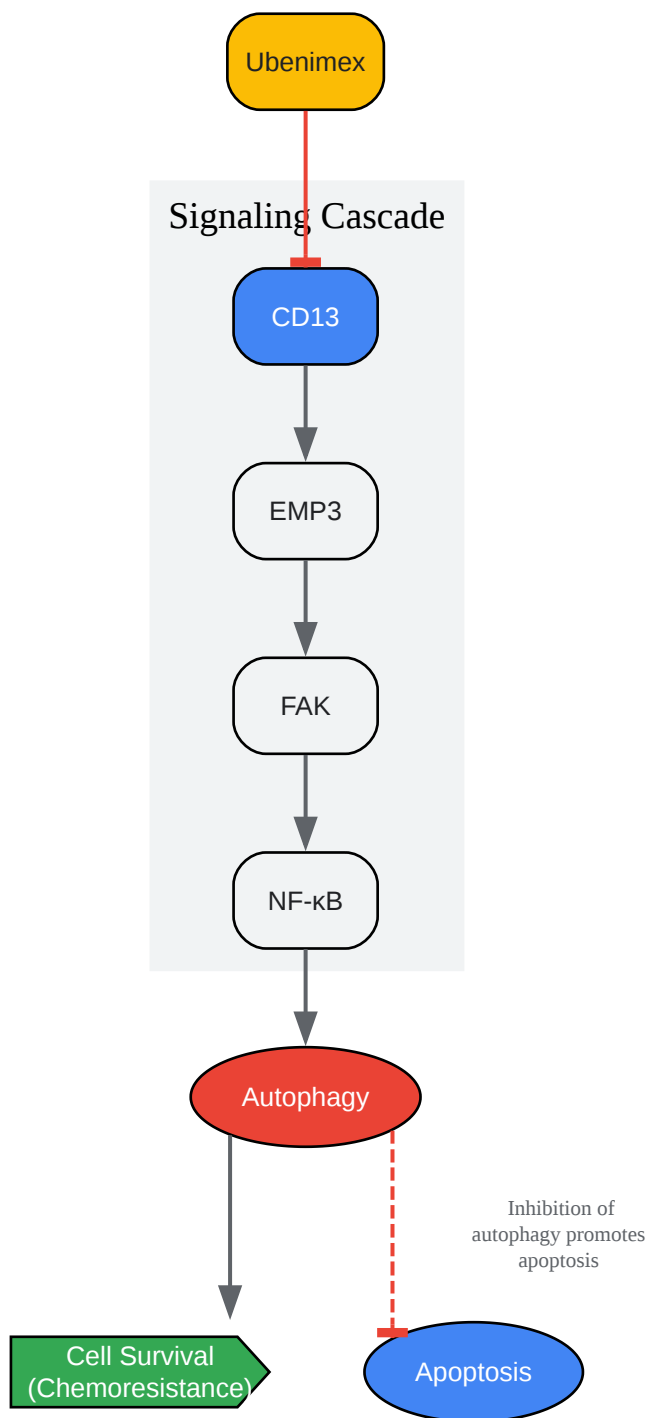 Ubenimex
Signaling Cascade
CD13
EMP3
FAK
NF-κB
Autophagy
Inhibition of
autophagy promotes
apoptosis
Cell Survival
(Chemoresistance)
Apoptosis